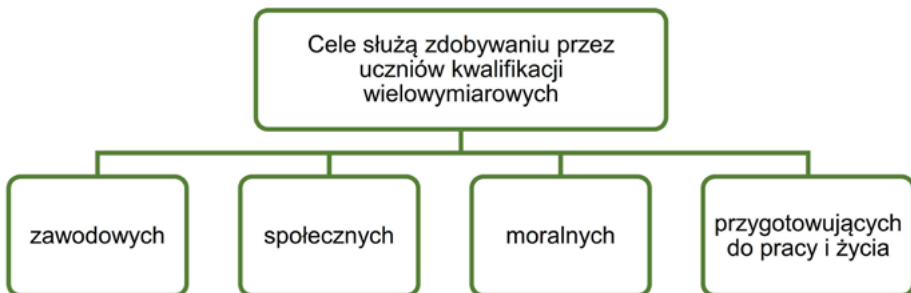 Cele służą zdobywaniu przez
uczniów kwalifikacji
wielowymiarowych
zawodowych
społecznych
moralnych
przygotowujących
do pracy i życia